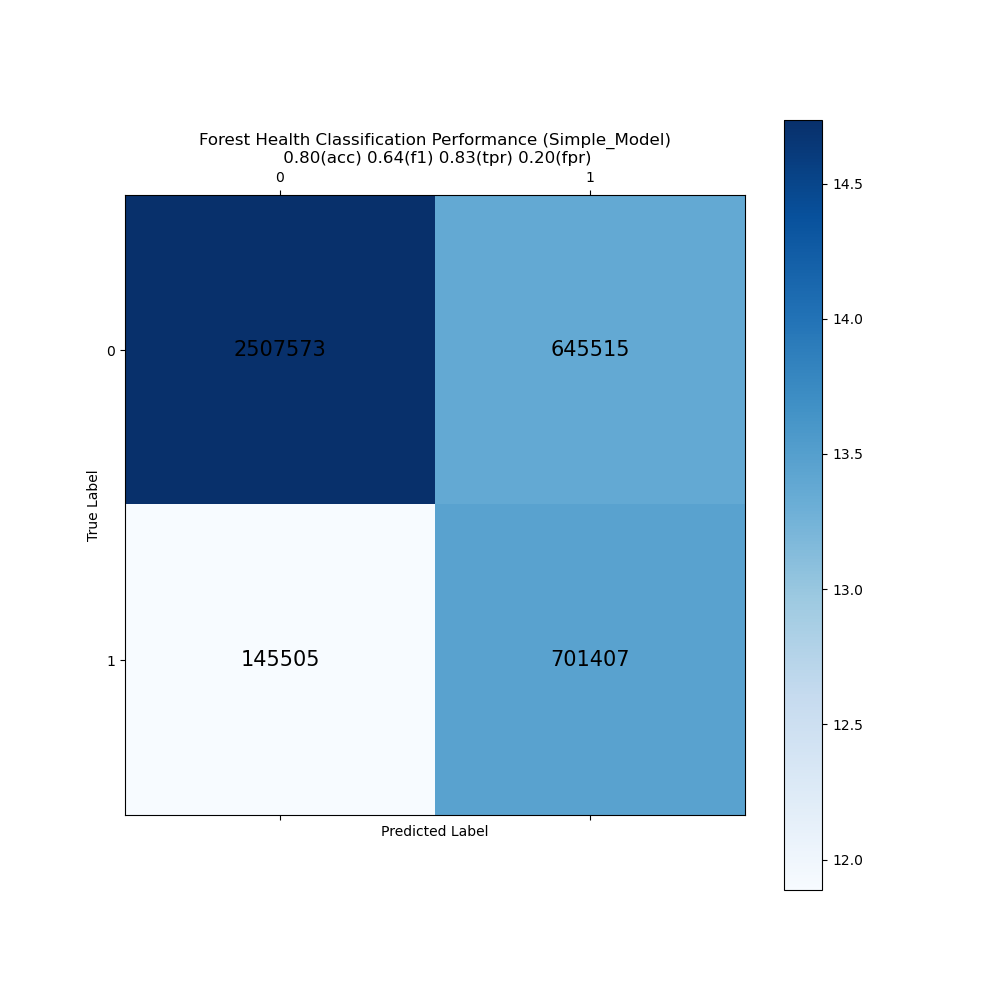 Forest Health Classification Performance (Simple_Model)
0.80(acc) 0.64(f1) 0.83(tpr) 0.20(fpr)
0 1
0
2507573 645515
True Label
1
145505 701407
Predicted Label
14.5
14.0
13.5
13.0
12.5
12.0